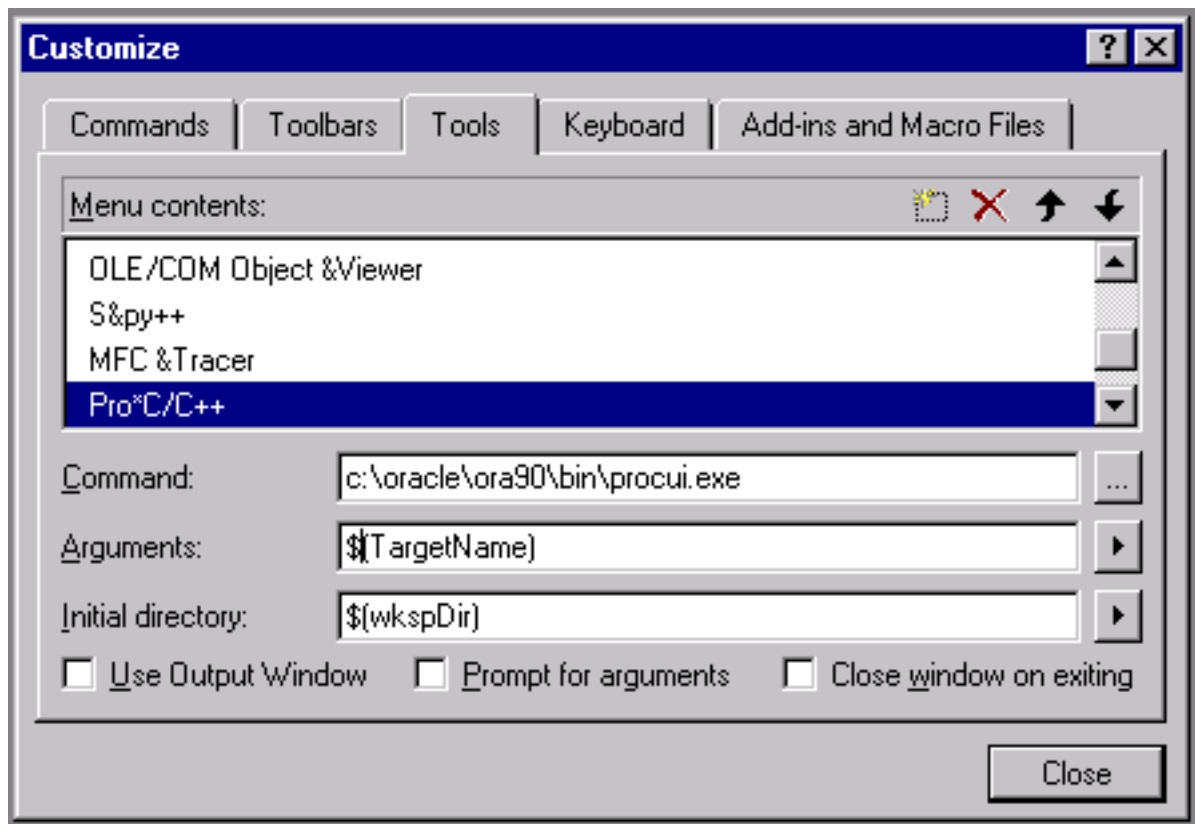 Customize
Commands Toolbars Tools Keyboard Add-ins and Macro Files
Menu contents:
OLE/COM Object &Viewer
S&py++
MFC &Tracer
Pro*C/C++
Command: c:\oracle\ora90\bin\procui.exe ...
Arguments: $(TargetName)
Initial directory: $(wkspDir)
Use Output Window Prompt for arguments Close window on exiting
Close